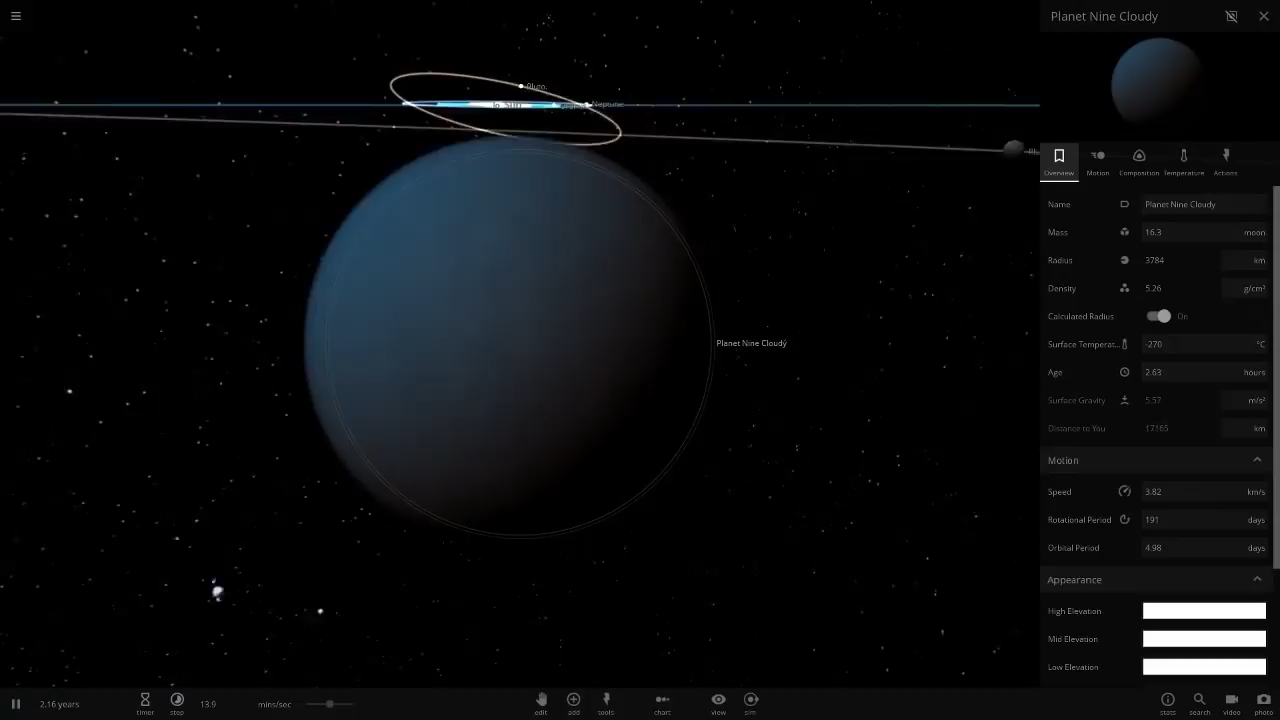 Planet Nine Cloudy
Pluto
Neptune
Planet Nine Cloudy
Overview
Motion
Composition
Temperature
Actions
Name
Planet Nine Cloudy
Mass
16.3
moon
Radius
3784
km
Density
5.26
g/cm³
Calculated Radius
On
Surface Temperat...
-270
°C
Age
2.63
hours
Surface Gravity
5.57
m/s²
Distance to You
17165
km
Motion
Speed
3.82
km/s
Rotational Period
191
days
Orbital Period
4.98
days
Appearance
High Elevation
Mid Elevation
Low Elevation
2.16 years
timer
step
13.9
mins/sec
edit
add
tools
chart
view
sim
stats
search
video
photo